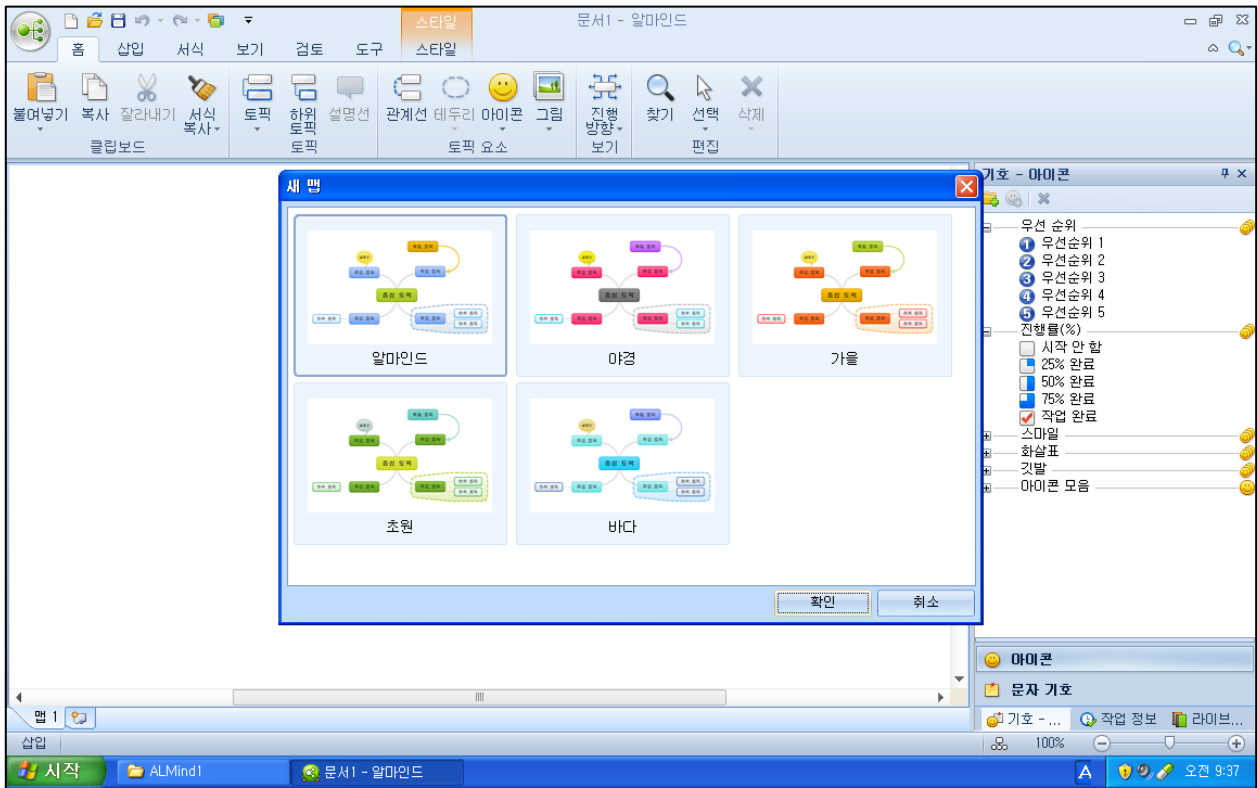 스타일
문서1 - 알마인드
홈 삽입 서식 보기 검토 도구 스타일
붙여넣기 복사 잘라내기 서식 복사 토픽 하위 토픽 설명선 관계선 테두리 아이콘 그림 진행 방향 찾기 선택 삭제
클립보드 토픽 토픽 요소 보기 편집
새 맵
알마인드 야경 가을
초원 바다
확인 취소
기호 - 아이콘
우선 순위
1 우선순위 1
2 우선순위 2
3 우선순위 3
4 우선순위 4
5 우선순위 5
진행률(%)
시작 안 함
25% 완료
50% 완료
75% 완료
작업 완료
스마일
화살표
깃발
아이콘 모음
아이콘
문자 기호
기호 - ... 작업 정보 라이브...
맵 1
삽입 100%
시작 ALMind1 문서1 - 알마인드 A 오전 9:37